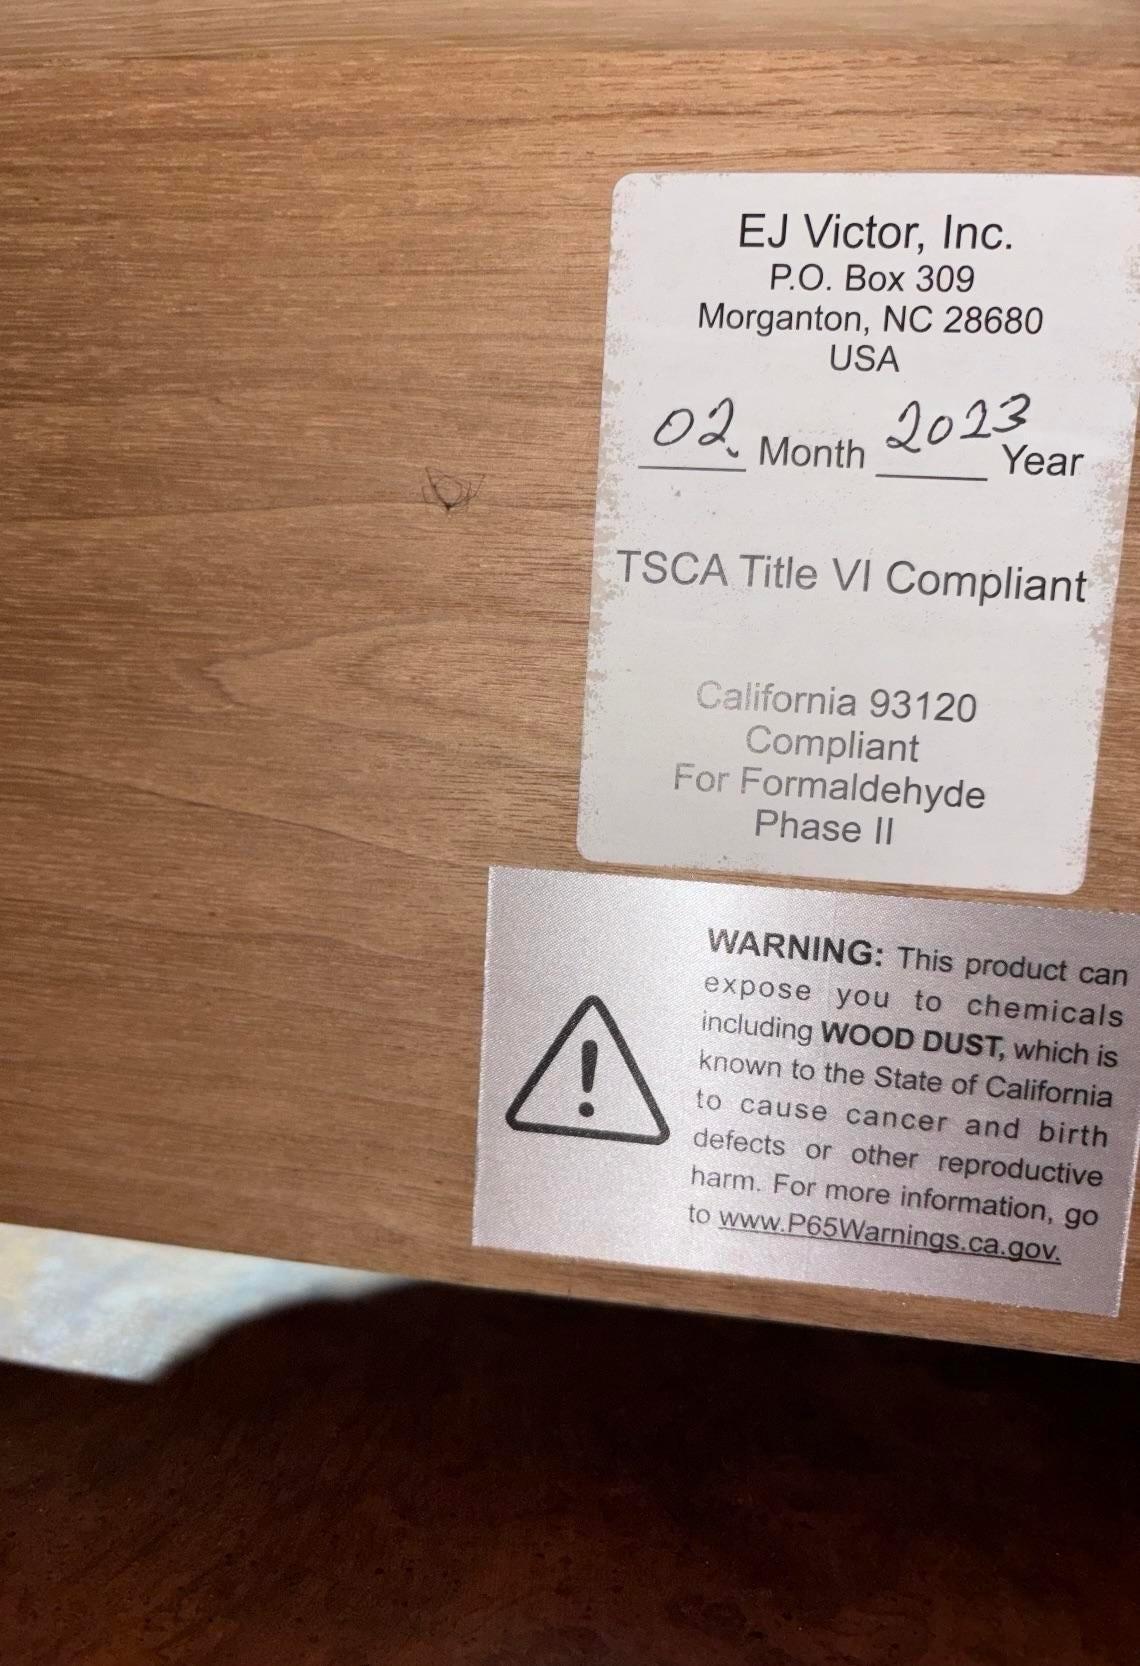 EJ Victor, Inc.
P.O. Box 309
Morganton, NC 28680
USA
02 Month 2023 Year
TSCA Title VI Compliant
California 93120
Compliant
For Formaldehyde
Phase II
WARNING: This product can
expose you to chemicals
including WOOD DUST, which is
known to the State of California
to cause cancer and birth
defects or other reproductive
harm. For more information, go
to www.P65Warnings.ca.gov.